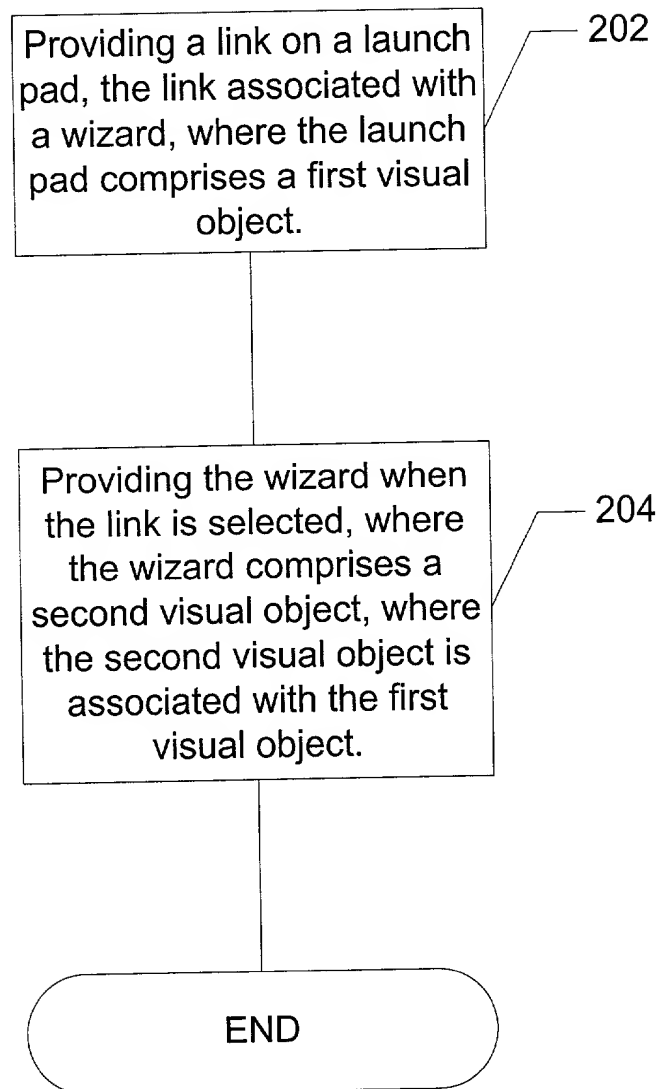 Providing a link on a launch
pad, the link associated with
a wizard, where the launch
pad comprises a first visual
object.
202
Providing the wizard when
the link is selected, where
the wizard comprises a
second visual object, where
the second visual object is
associated with the first
visual object.
204
END